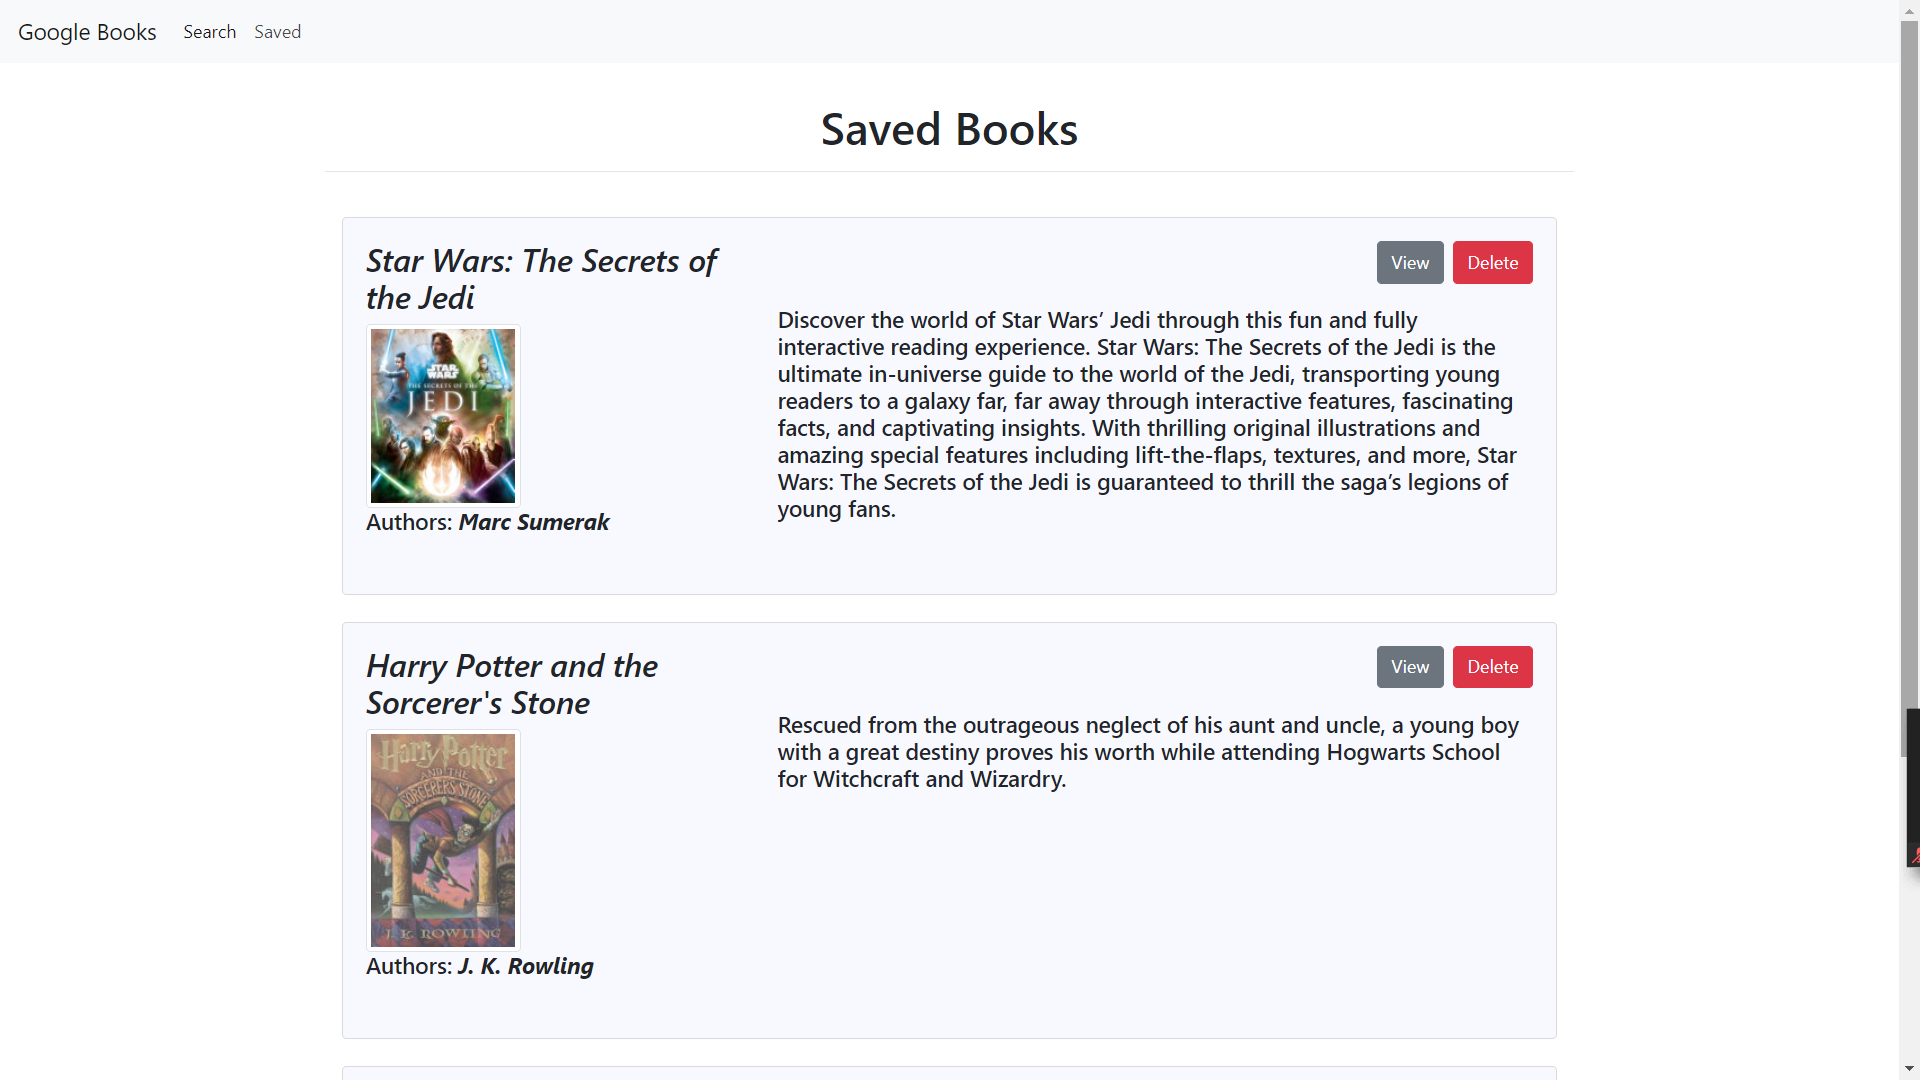 Google Books Search Saved
Saved Books
Star Wars: The Secrets of
the Jedi
View Delete
STAR
WARS
THE SECRETS OF THE
JEDI
Discover the world of Star Wars’ Jedi through this fun and fully
interactive reading experience. Star Wars: The Secrets of the Jedi is the
ultimate in-universe guide to the world of the Jedi, transporting young
readers to a galaxy far, far away through interactive features, fascinating
facts, and captivating insights. With thrilling original illustrations and
amazing special features including lift-the-flaps, textures, and more, Star
Wars: The Secrets of the Jedi is guaranteed to thrill the saga’s legions of
young fans.
Authors: Marc Sumerak
Harry Potter and the
Sorcerer's Stone
View Delete
Harry Potter
AND THE
SORCERER'S STONE
J. K. ROWLING
Rescued from the outrageous neglect of his aunt and uncle, a young boy
with a great destiny proves his worth while attending Hogwarts School
for Witchcraft and Wizardry.
Authors: J. K. Rowling